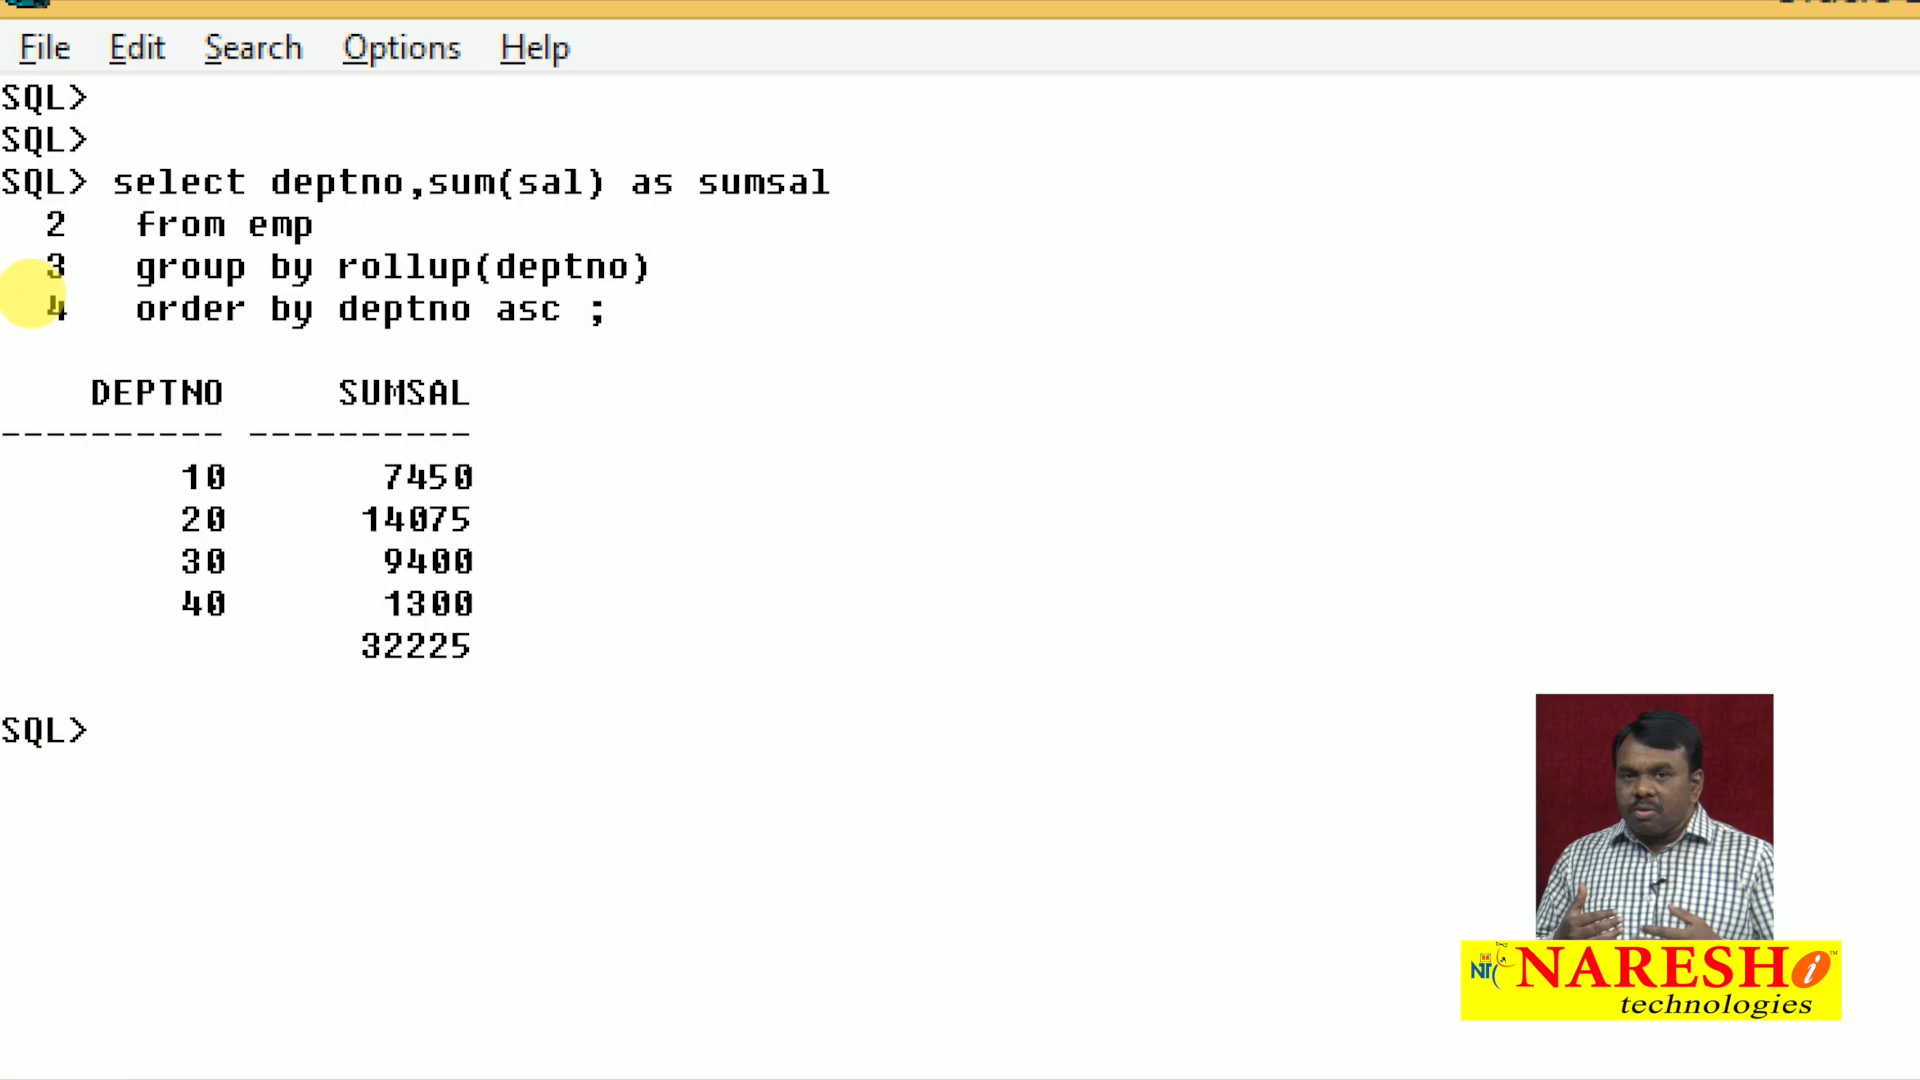 File Edit Search Options Help
SQL>
SQL>
SQL> select deptno,sum(sal) as sumsal
2 from emp
3 group by rollup(deptno)
4 order by deptno asc ;
DEPTNO SUMSAL
---------- ----------
10 7450
20 14075
30 9400
40 1300
32225
SQL>
NT NARESH i ™
technologies